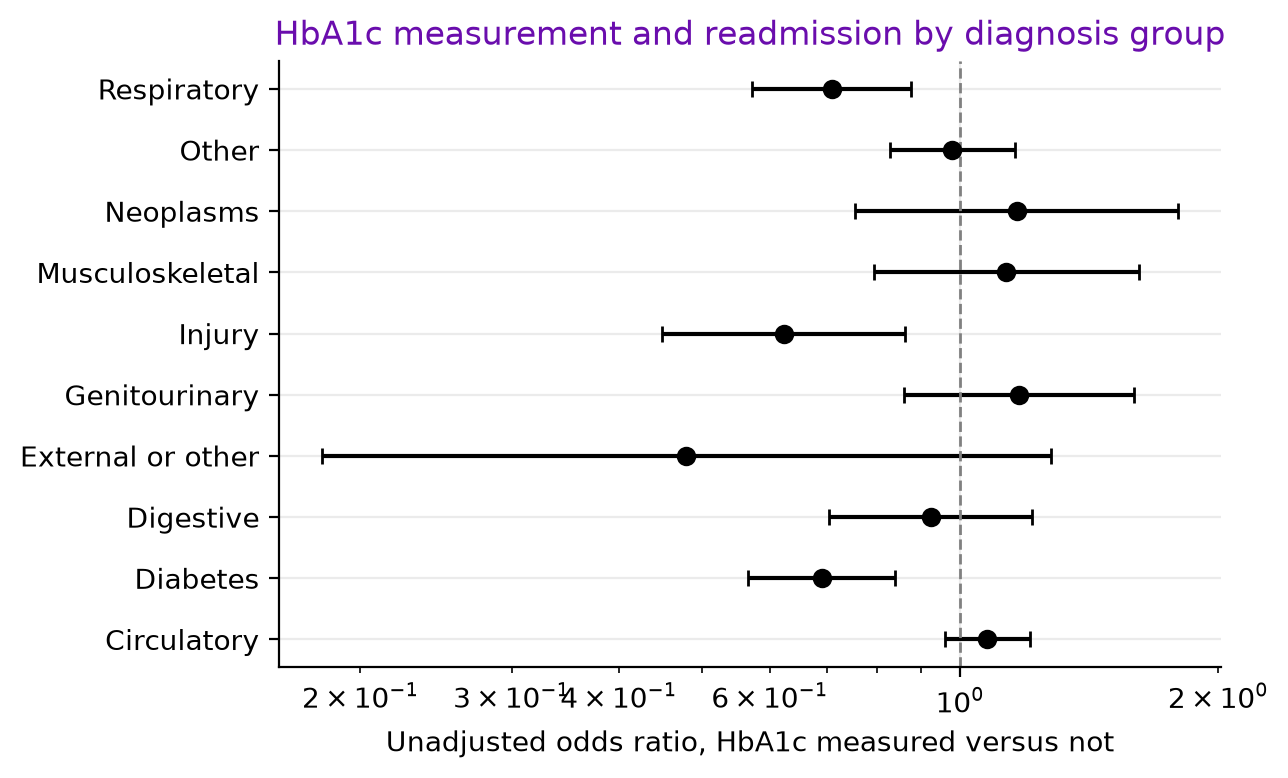 HbA1c measurement and readmission by diagnosis group
Respiratory
Other
Neoplasms
Musculoskeletal
Injury
Genitourinary
External or other
Digestive
Diabetes
Circulatory
2 × 10⁻¹ 3 × 10⁻¹ 4 × 10⁻¹ 6 × 10⁻¹ 10⁰ 2 × 10⁰
Unadjusted odds ratio, HbA1c measured versus not